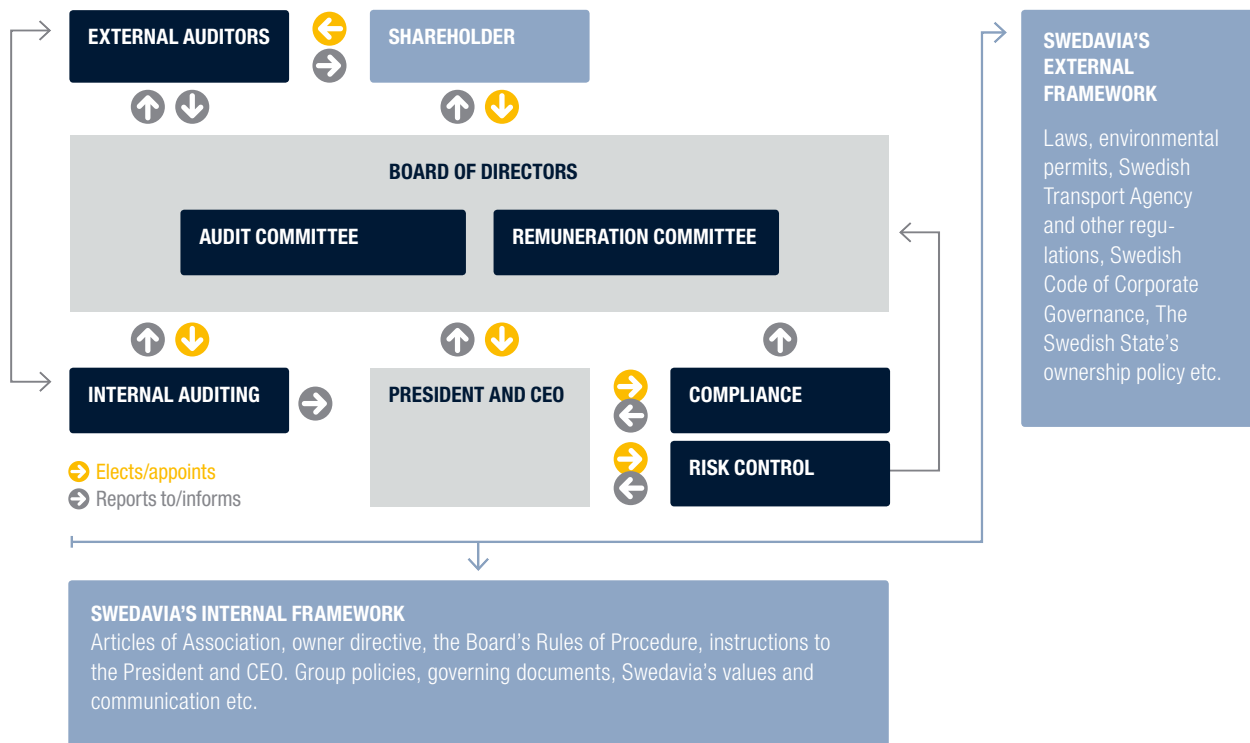 EXTERNAL AUDITORS
SHAREHOLDER
BOARD OF DIRECTORS
AUDIT COMMITTEE
REMUNERATION COMMITTEE
INTERNAL AUDITING
PRESIDENT AND CEO
COMPLIANCE
RISK CONTROL
Elects/appoints
Reports to/informs
SWEDAVIA’S
EXTERNAL
FRAMEWORK
Laws, environmental
permits, Swedish
Transport Agency
and other regu-
lations, Swedish
Code of Corporate
Governance, The
Swedish State’s
ownership policy etc.
SWEDAVIA’S INTERNAL FRAMEWORK
Articles of Association, owner directive, the Board’s Rules of Procedure, instructions to
the President and CEO. Group policies, governing documents, Swedavia’s values and
communication etc.